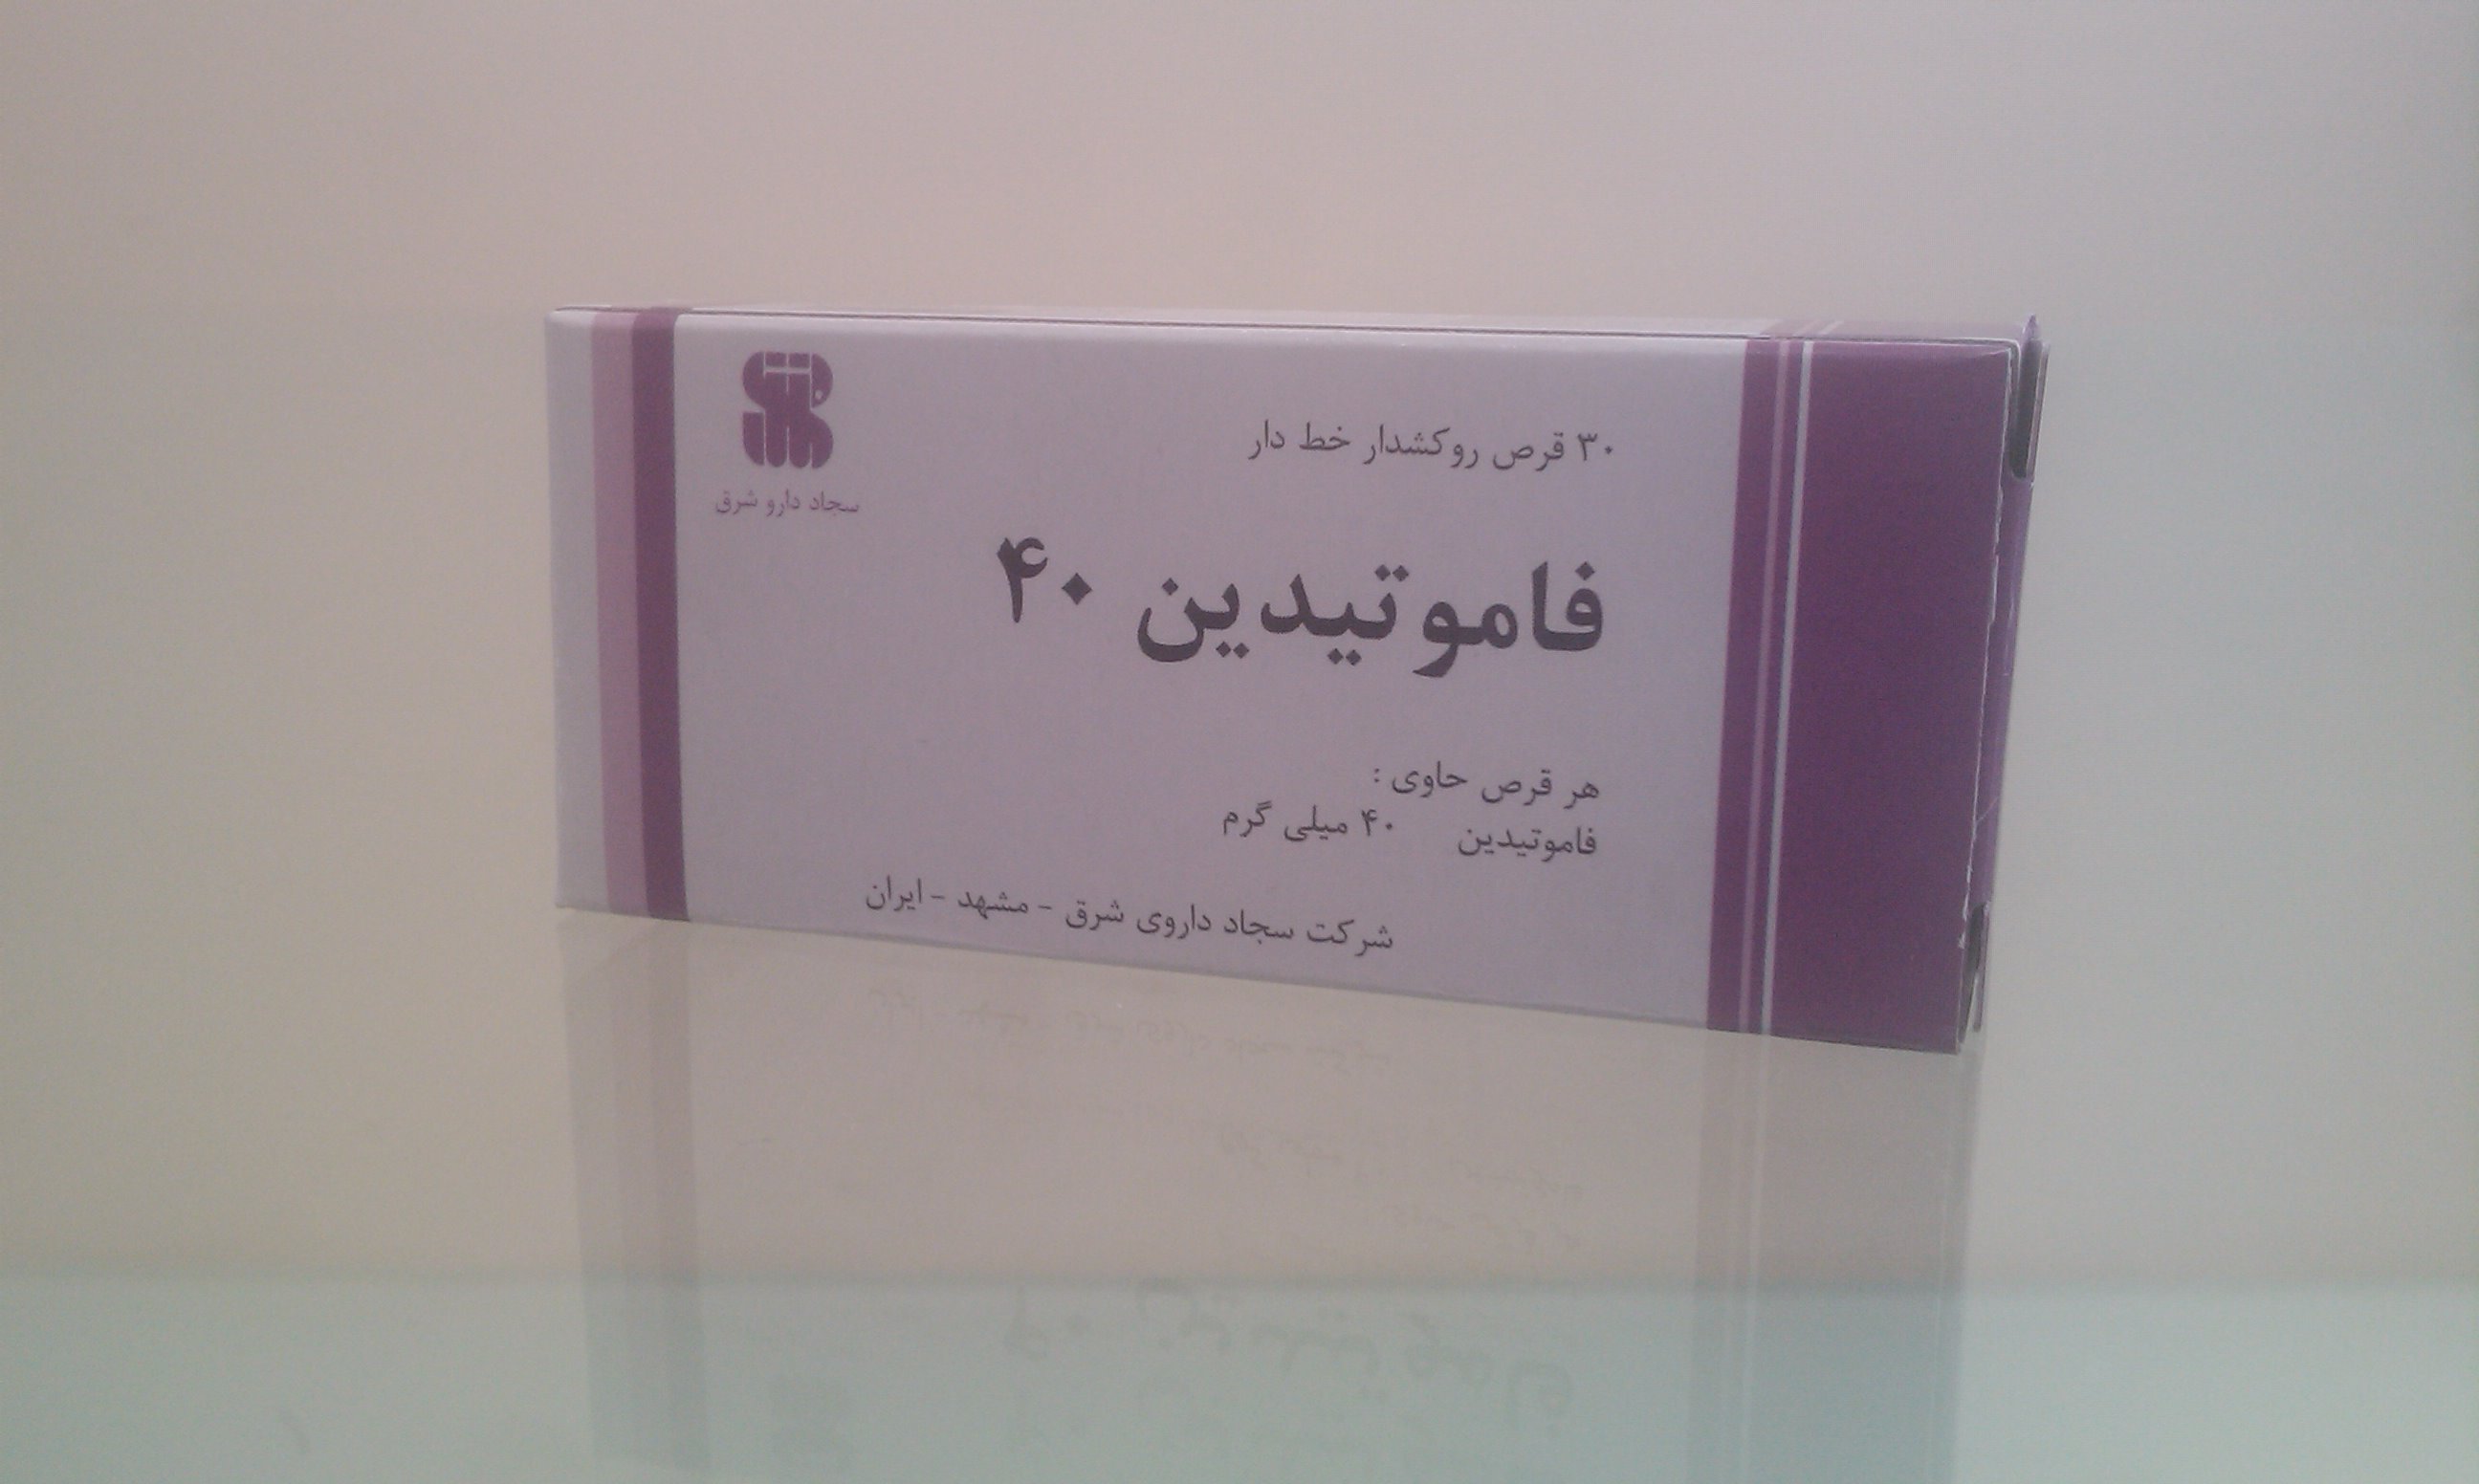 ۳۰ قرص روکشدار خط دار
سجاد دارو شرق
فاموتیدین ۴۰
هر قرص حاوی :
فاموتیدین ۴۰ میلی گرم
شرکت سجاد داروی شرق - مشهد - ایران